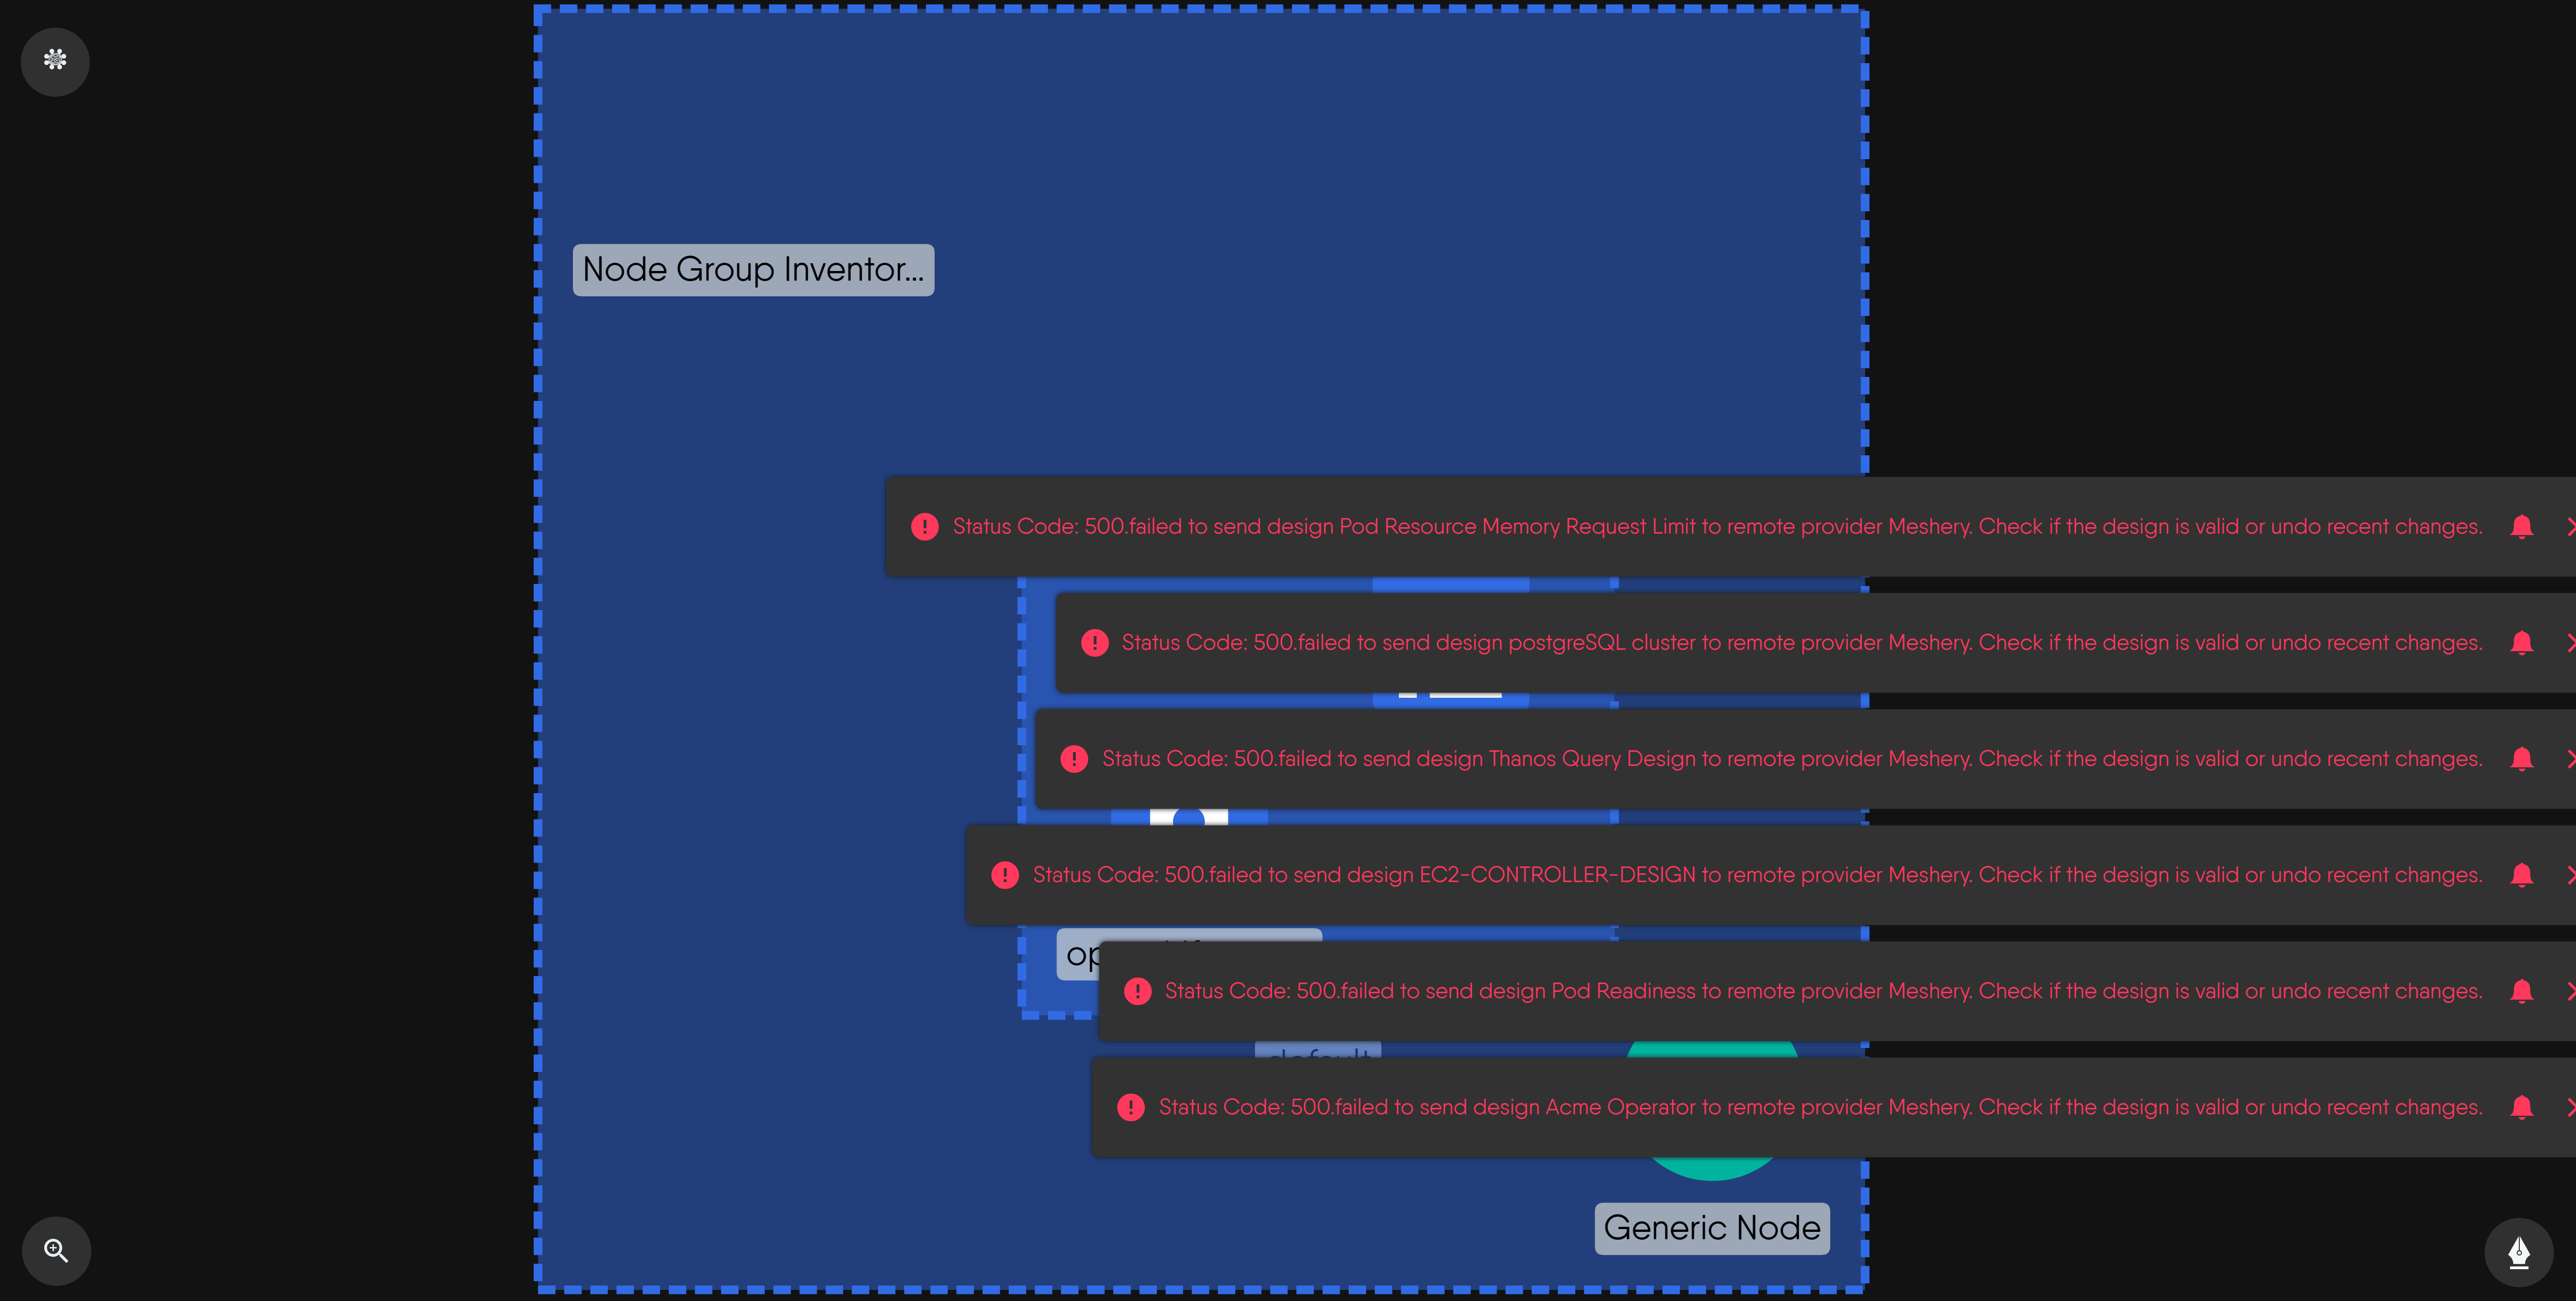 Node Group Inventor...
Status Code: 500.failed to send design Pod Resource Memory Request Limit to remote provider Meshery. Check if the design is valid or undo recent changes.
Status Code: 500.failed to send design postgreSQL cluster to remote provider Meshery. Check if the design is valid or undo recent changes.
Status Code: 500.failed to send design Thanos Query Design to remote provider Meshery. Check if the design is valid or undo recent changes.
Status Code: 500.failed to send design EC2-CONTROLLER-DESIGN to remote provider Meshery. Check if the design is valid or undo recent changes.
Status Code: 500.failed to send design Pod Readiness to remote provider Meshery. Check if the design is valid or undo recent changes.
default
Status Code: 500.failed to send design Acme Operator to remote provider Meshery. Check if the design is valid or undo recent changes.
Generic Node